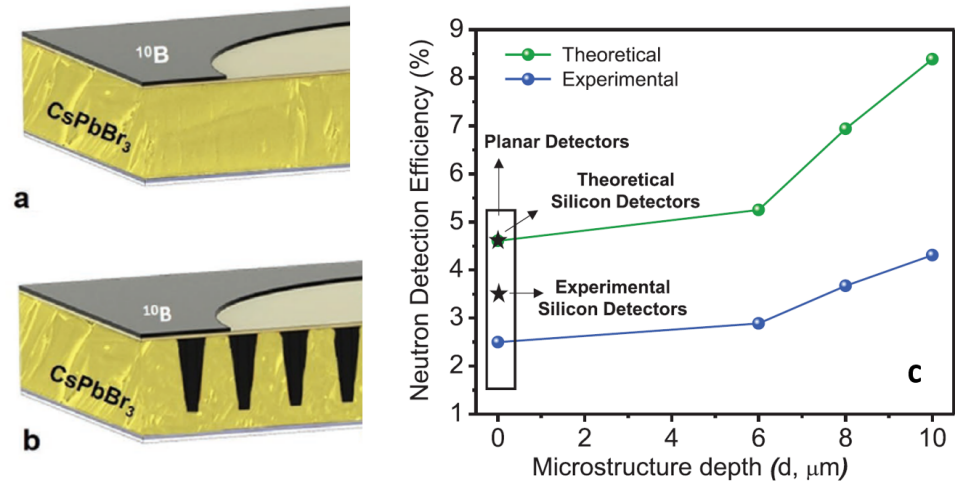 ¹⁰B
CsPbBr₃
a
¹⁰B
CsPbBr₃
b
Neutron Detection Efficiency (%)
9
8
7
6
5
4
3
2
1
Theoretical
Experimental
Planar Detectors
Theoretical
Silicon Detectors
Experimental
Silicon Detectors
c
0 2 4 6 8 10
Microstructure depth (d, μm)